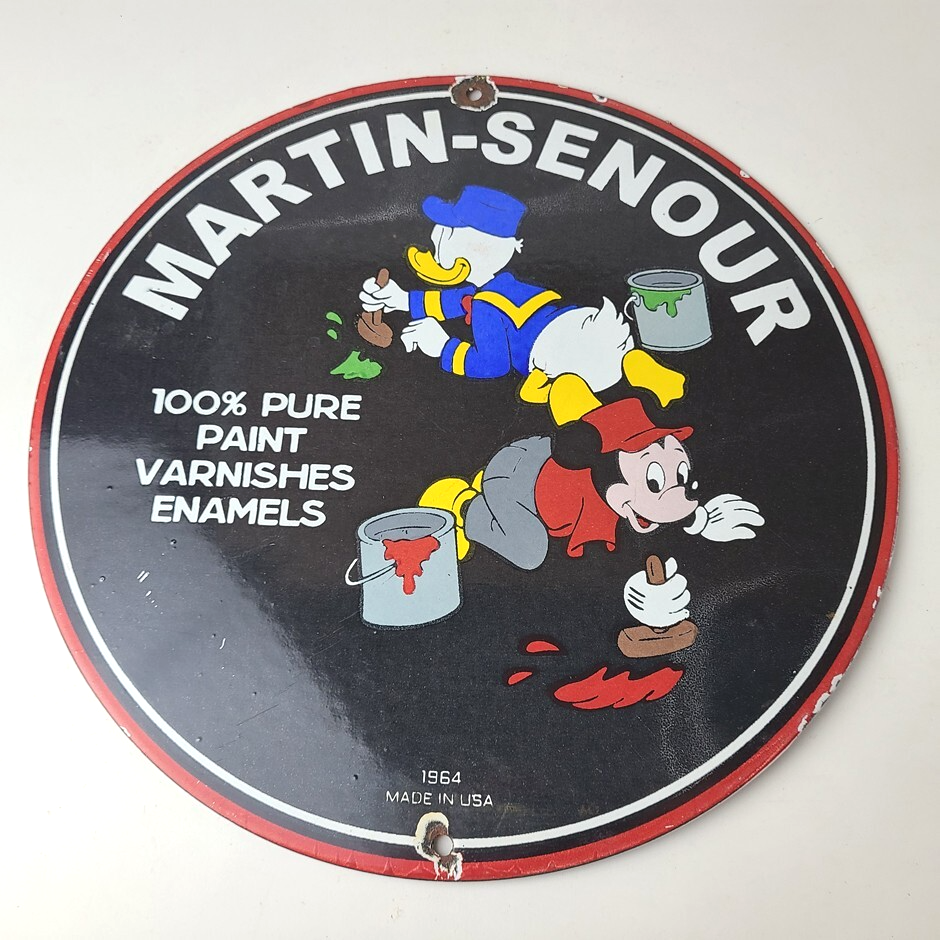 MARTIN-SENOUR
100% PURE
PAINT
VARNISHES
ENAMELS
1964
MADE IN USA